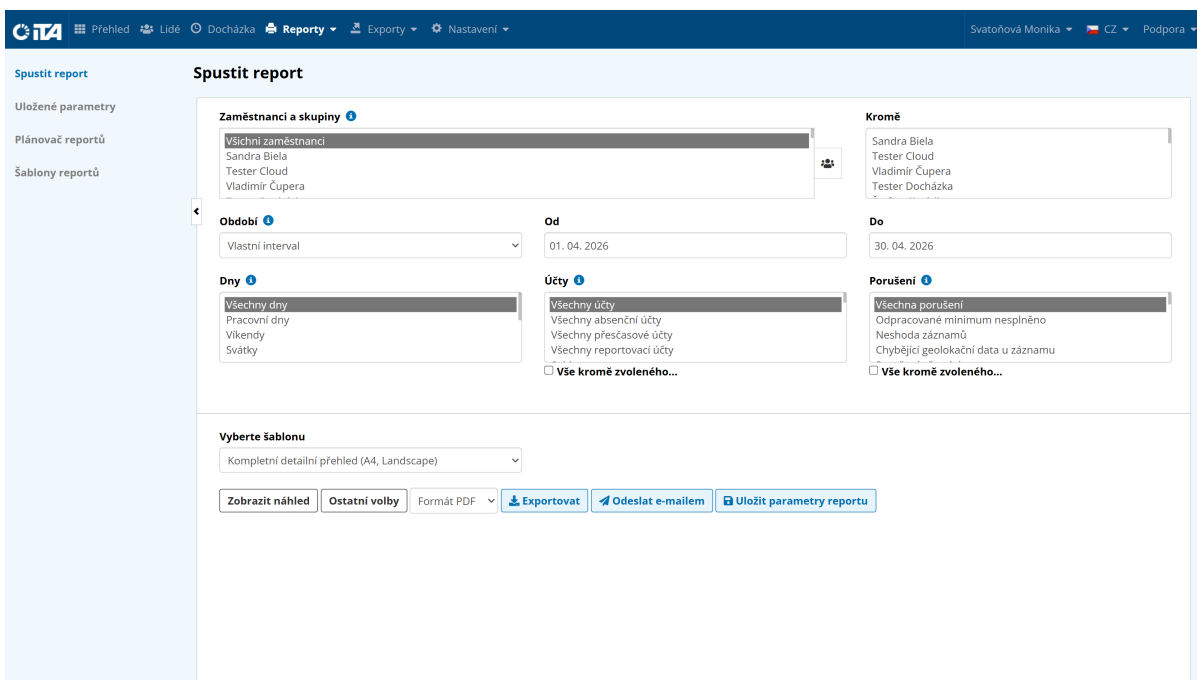 iTA Přehled Lidé Docházka Reporty Exporty Nastavení Svatoňová Monika CZ Podpora
Spustit report
Uložené parametry
Plánovač reportů
Šablony reportů
Spustit report
Zaměstnanci a skupiny
Všichni zaměstnanci
Sandra Biela
Tester Cloud
Vladimír Čupera
Kromě
Sandra Biela
Tester Cloud
Vladimír Čupera
Tester Docházka
Období
Vlastní interval
Od
01. 04. 2026
Do
30. 04. 2026
Dny
Všechny dny
Pracovní dny
Víkendy
Svátky
Účty
Všechny účty
Všechny absenční účty
Všechny přesčasové účty
Všechny reportovací účty
Vše kromě zvoleného...
Porušení
Všechna porušení
Odpracované minimum nesplněno
Neshoda záznamů
Chybějící geolokační data u záznamu
Vše kromě zvoleného...
Vyberte šablonu
Kompletní detailní přehled (A4, Landscape)
Zobrazit náhled Ostatní volby Formát PDF Exportovat Odeslat e-mailem Uložit parametry reportu